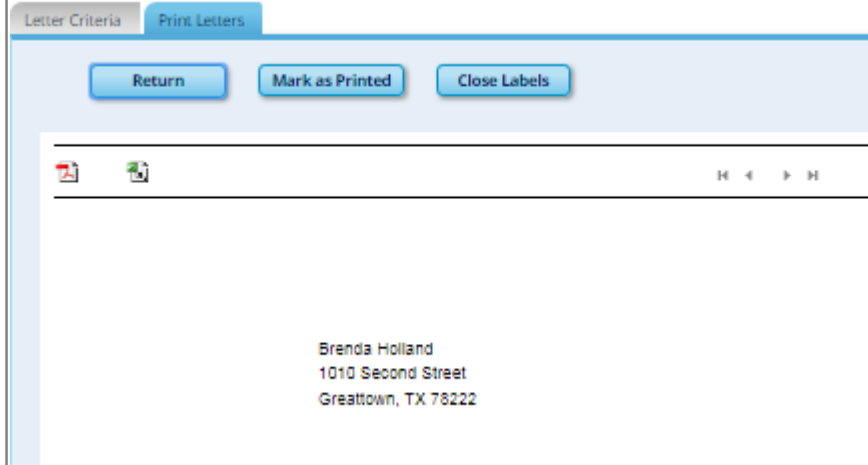 Letter Criteria
Print Letters
Return
Mark as Printed
Close Labels
Brenda Holland
1010 Second Street
Greattown, TX 78222